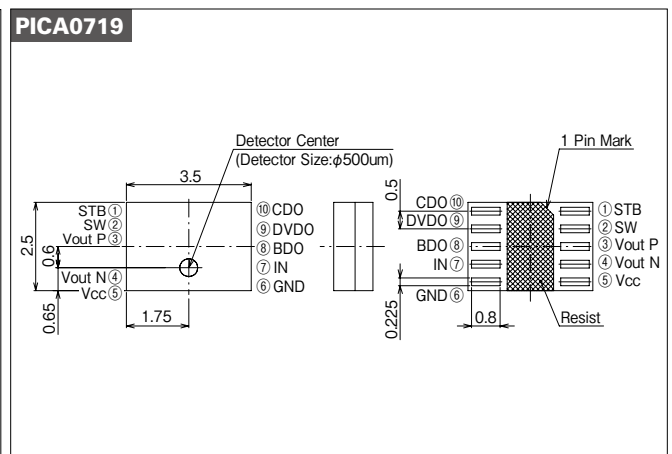 PICA0719
Detector Center
(Detector Size:φ500um)
3.5
2.5
0.6
0.65
1.75
STB①
SW②
Vout P③
Vout N④
Vcc⑤
⑩CDO
⑨DVDO
⑧BDO
⑦IN
⑥GND
1 Pin Mark
0.5
CDO⑩
DVDO⑨
BDO⑧
IN⑦
GND⑥
①STB
②SW
③Vout P
④Vout N
⑤Vcc
0.225
0.8
Resist